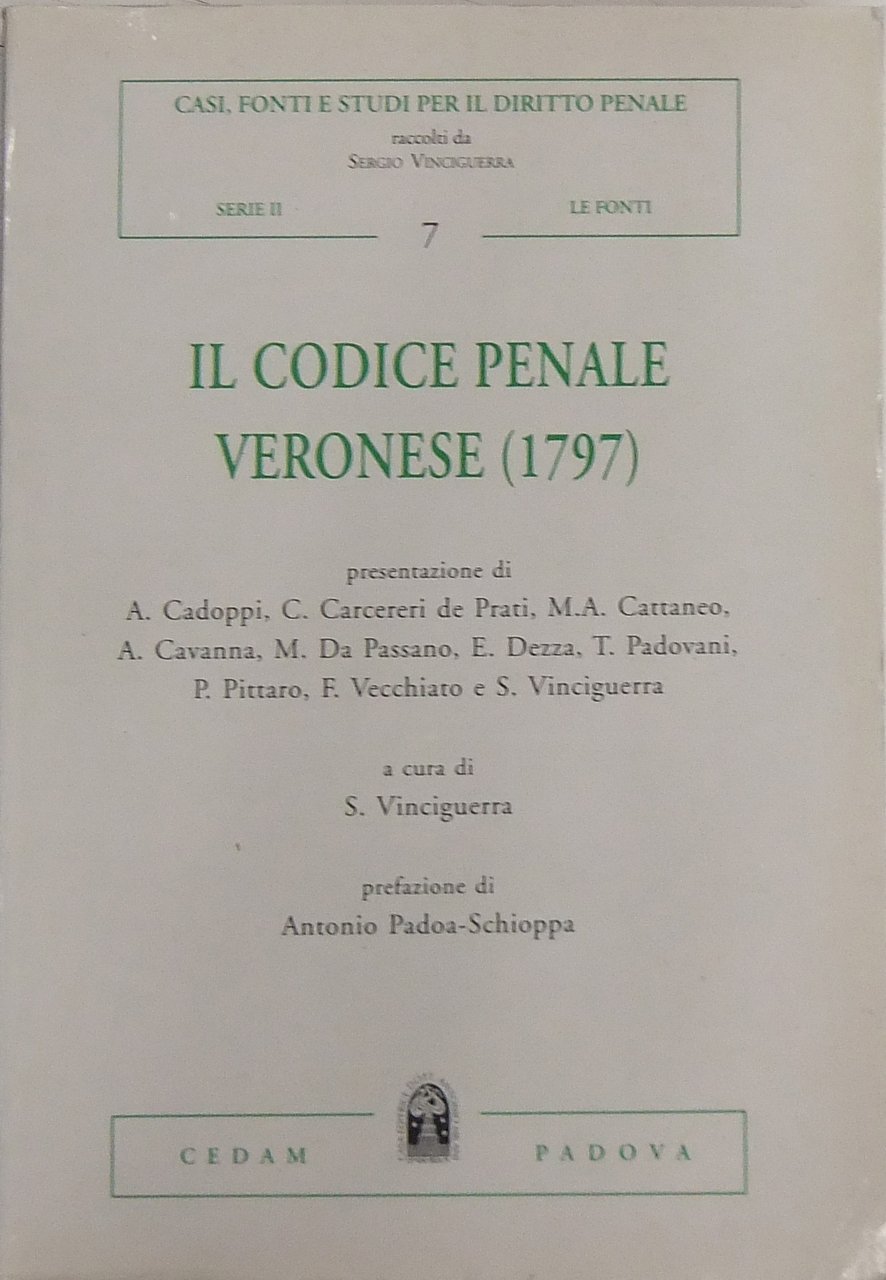 CASI, FONTI E STUDI PER IL DIRITTO PENALE
raccolti da
SERGIO VINCIGUERRA
SERIE II
LE FONTI
7
IL CODICE PENALE
VERONESE (1797)
presentazione di
A. Cadoppi, C. Carcereri de Prati, M.A. Cattaneo,
A. Cavanna, M. Da Passano, E. Dezza, T. Padovani,
P. Pittaro, F. Vecchiato e S. Vinciguerra
a cura di
S. Vinciguerra
prefazione di
Antonio Padoa-Schioppa
CEDAM
PADOVA